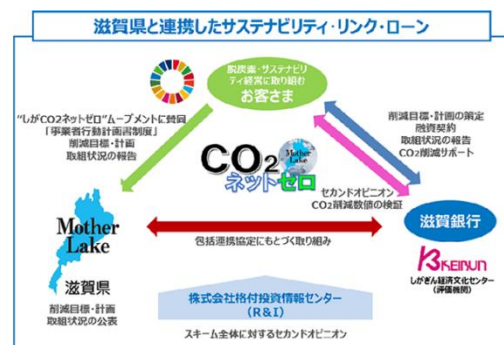 滋賀県と連携したサステナビリティ・リンク・ローン
脱炭素・サステナビリ
ティ経営に取り組む
お客さま
"しがCO2ネットゼロ"ムーブメントに賛同
「事業者行動計画書制度」
削減目標・計画
取組状況の報告
削減目標・計画の策定
融資契約
取組状況の報告
CO2削減サポート
CO2
Mother
Lake
ネットゼロ
セカンドオピニオン
CO2削減数値の検証
Mother
Lake
滋賀県
削減目標・計画
取組状況の公表
包括連携協定にもとづく取り組み
滋賀銀行
KEIBUN
しがぎん経済文化センター
(評価機関)
株式会社格付投資情報センター
(R&I)
スキーム全体に対するセカンドオピニオン